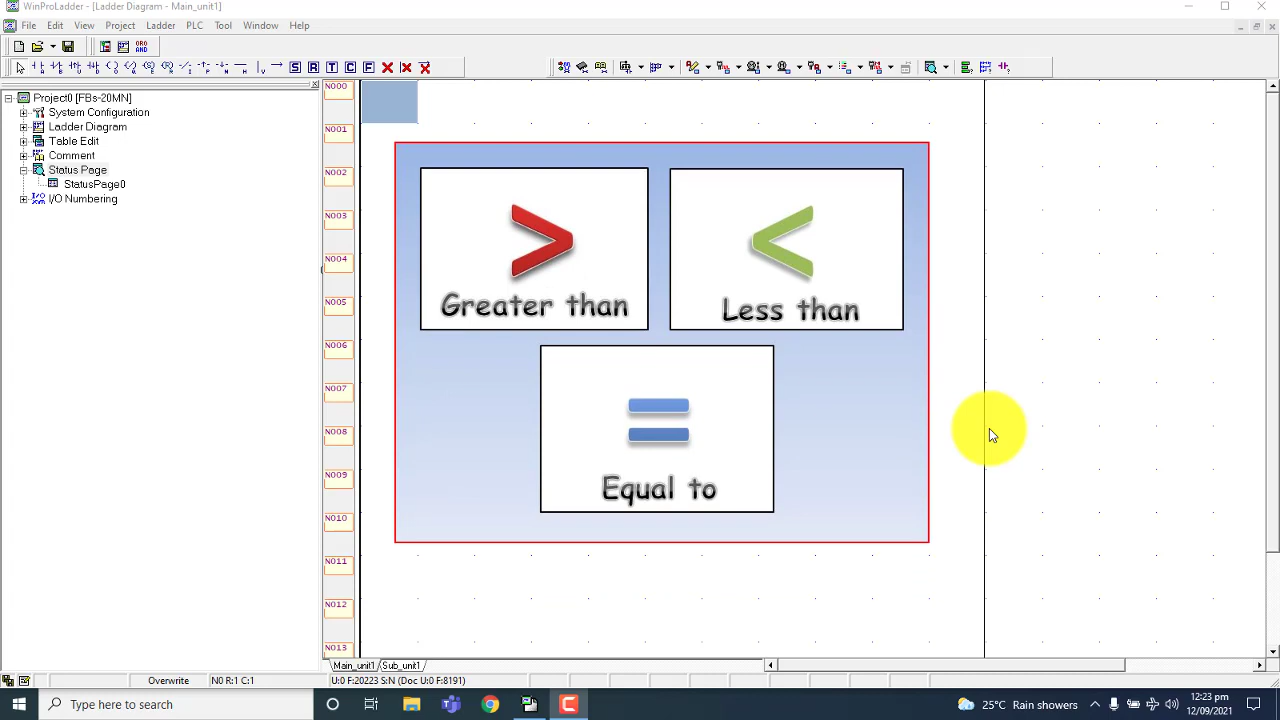 WinProLadder - [Ladder Diagram - Main_unit1]
File Edit View Project Ladder PLC Tool Window Help
ORG
AND
S R T C F
Project0 [FBs-20MN]
System Configuration
Ladder Diagram
Table Edit
Comment
Status Page
StatusPage0
I/O Numbering
N000
N001
N002
N003
N004
N005
N006
N007
N008
N009
N010
N011
N012
N013
>
Greater than
<
Less than
=
Equal to
Main_unit1 Sub_unit1
Overwrite N0 R:1 C:1 U:0 F:20223 S:N (Doc U:0 F:8191)
Type here to search
25°C Rain showers
12:23 pm
12/09/2021